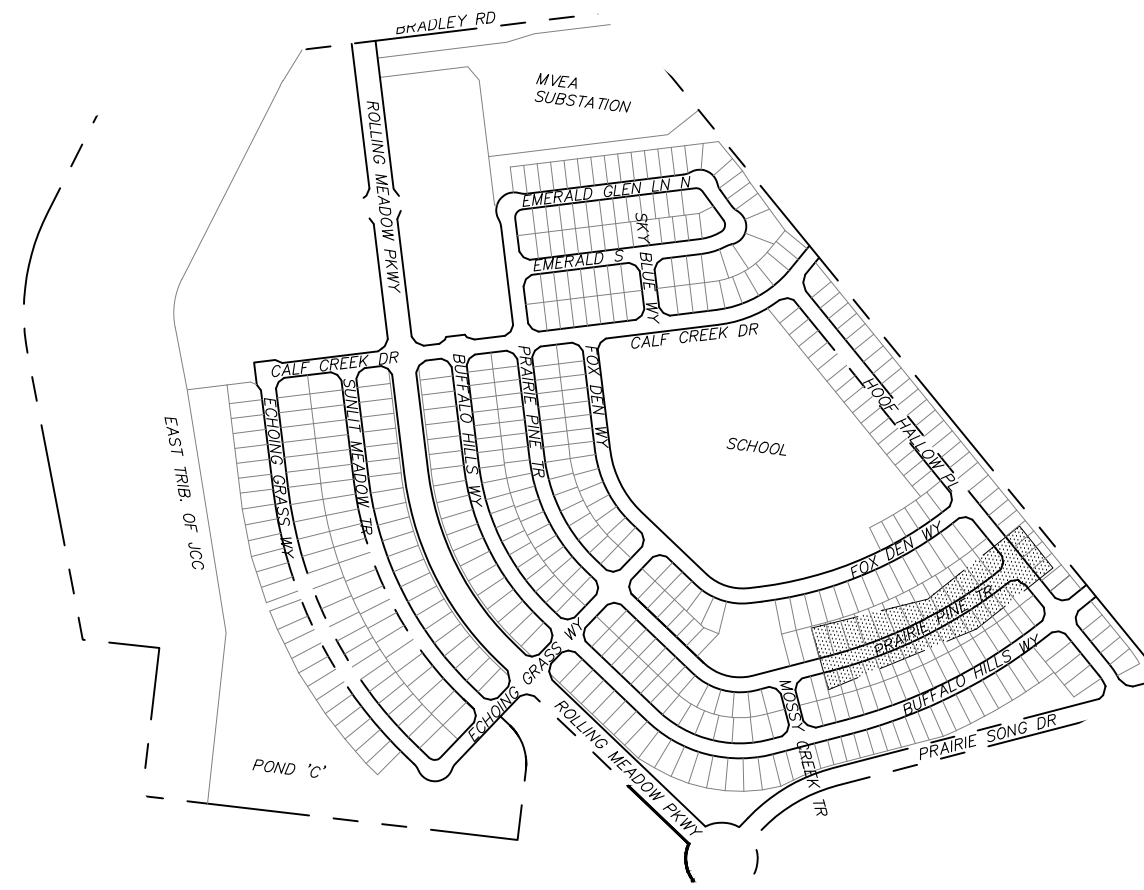 BRADLEY RD
MVEA
SUBSTATION
ROLLING MEADOW PKWY
EMERALD GLEN LN N
SKY BLUE WY
EMERALD S
CALF CREEK DR
CALF CREEK DR
ECHOING GRASS WY
SUNLIT MEADOW TR
BUFFALO HILLS WY
PRAIRIE PINE TR
FOX DEN WY
HOOF HALLOW PL
SCHOOL
EAST TRIB. OF JCC
FOX DEN WY
PRAIRIE PINE TR
BUFFALO HILLS WY
ECHOING GRASS WY
MOSSY CREEK TR
ROLLING MEADOW PKWY
PRAIRIE SONG DR
POND 'C'